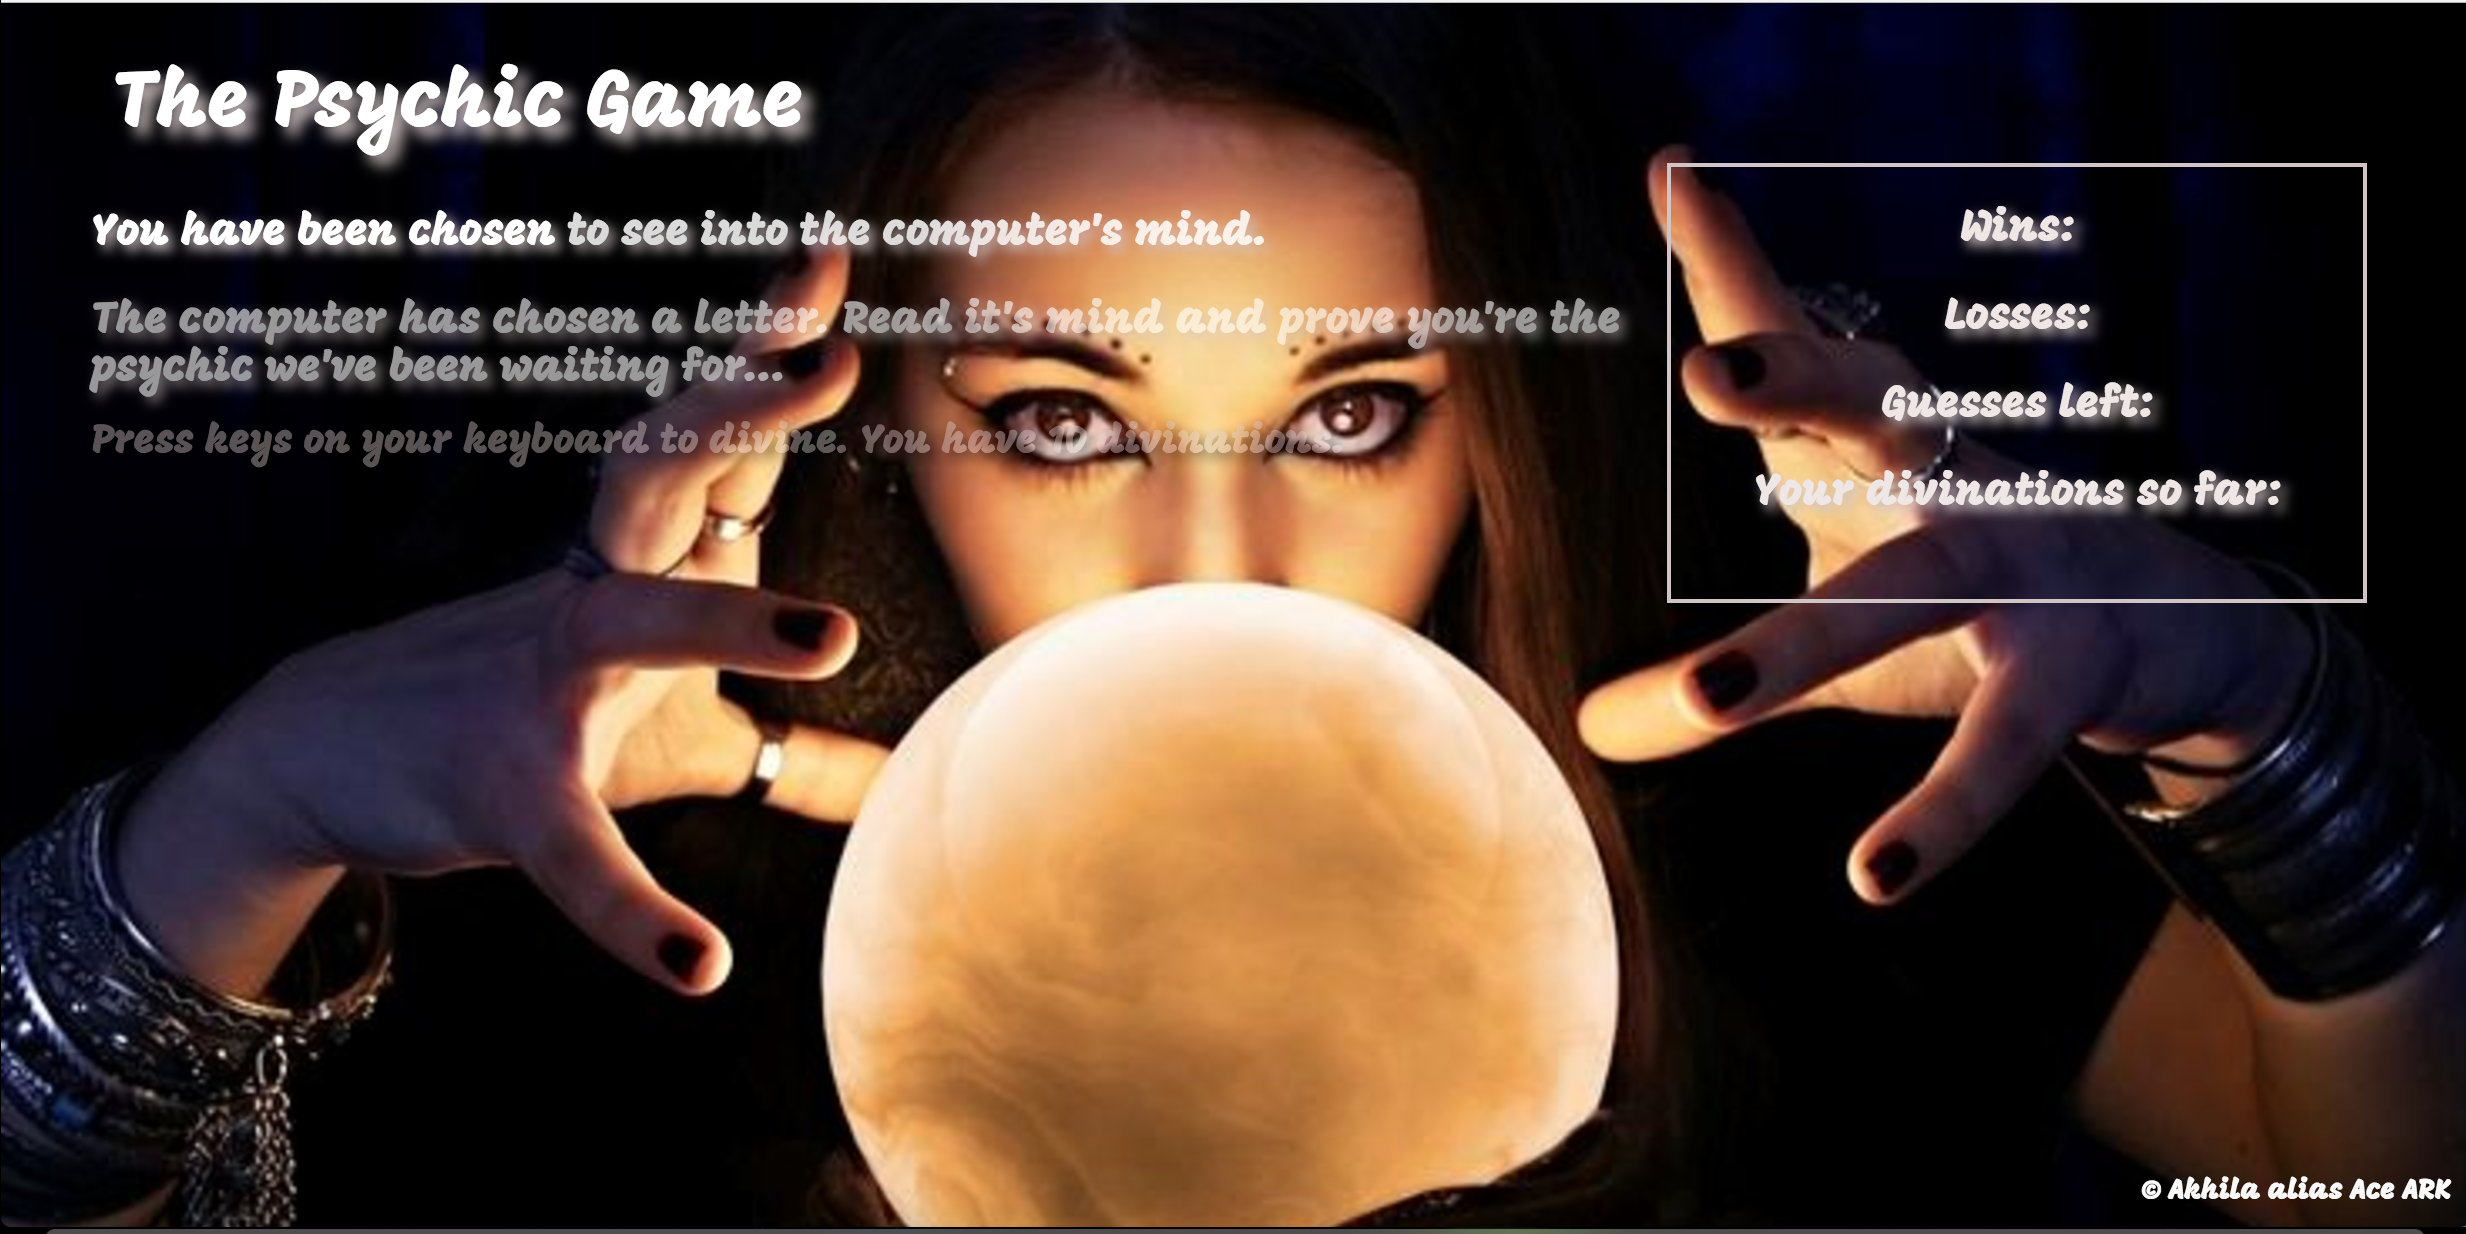 The Psychic Game
You have been chosen to see into the computer's mind.
The computer has chosen a letter. Read it's mind and prove you're the
psychic we've been waiting for...
Press keys on your keyboard to divine. You have 10 divinations.
Wins:
Losses:
Guesses left:
Your divinations so far:
© Akhila alias Ace ARK